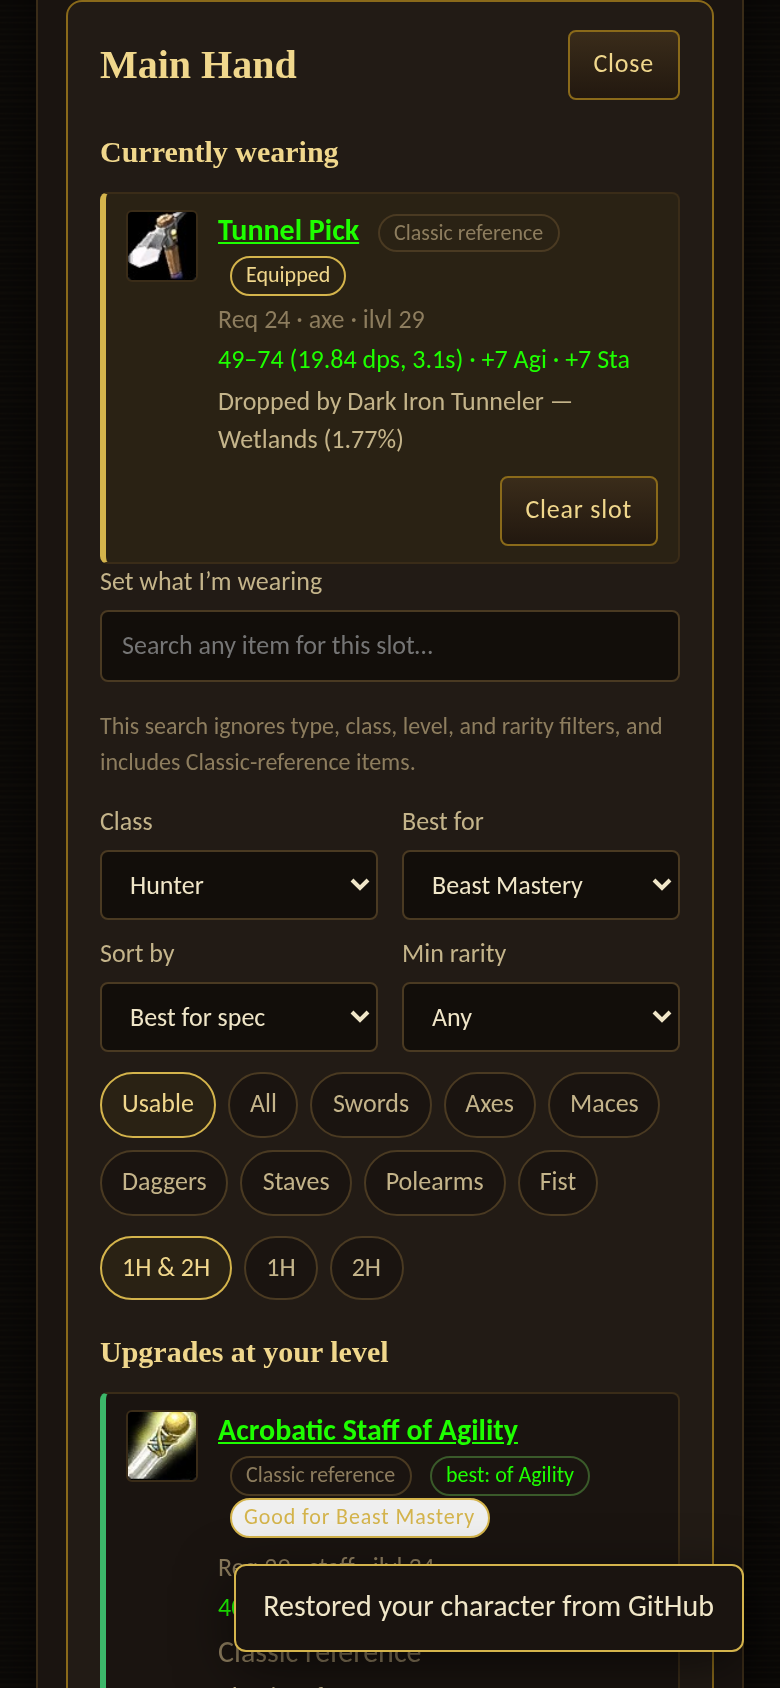 Main Hand
Close
Currently wearing
Tunnel Pick Classic reference
Equipped
Req 24 · axe · ilvl 29
49–74 (19.84 dps, 3.1s) · +7 Agi · +7 Sta
Dropped by Dark Iron Tunneler —
Wetlands (1.77%)
Clear slot
Set what I’m wearing
Search any item for this slot…
This search ignores type, class, level, and rarity filters, and
includes Classic-reference items.
Class Best for
Hunter Beast Mastery
Sort by Min rarity
Best for spec Any
Usable All Swords Axes Maces
Daggers Staves Polearms Fist
1H & 2H 1H 2H
Upgrades at your level
Acrobatic Staff of Agility
Classic reference best: of Agility
Good for Beast Mastery
Restored your character from GitHub
Classic reference